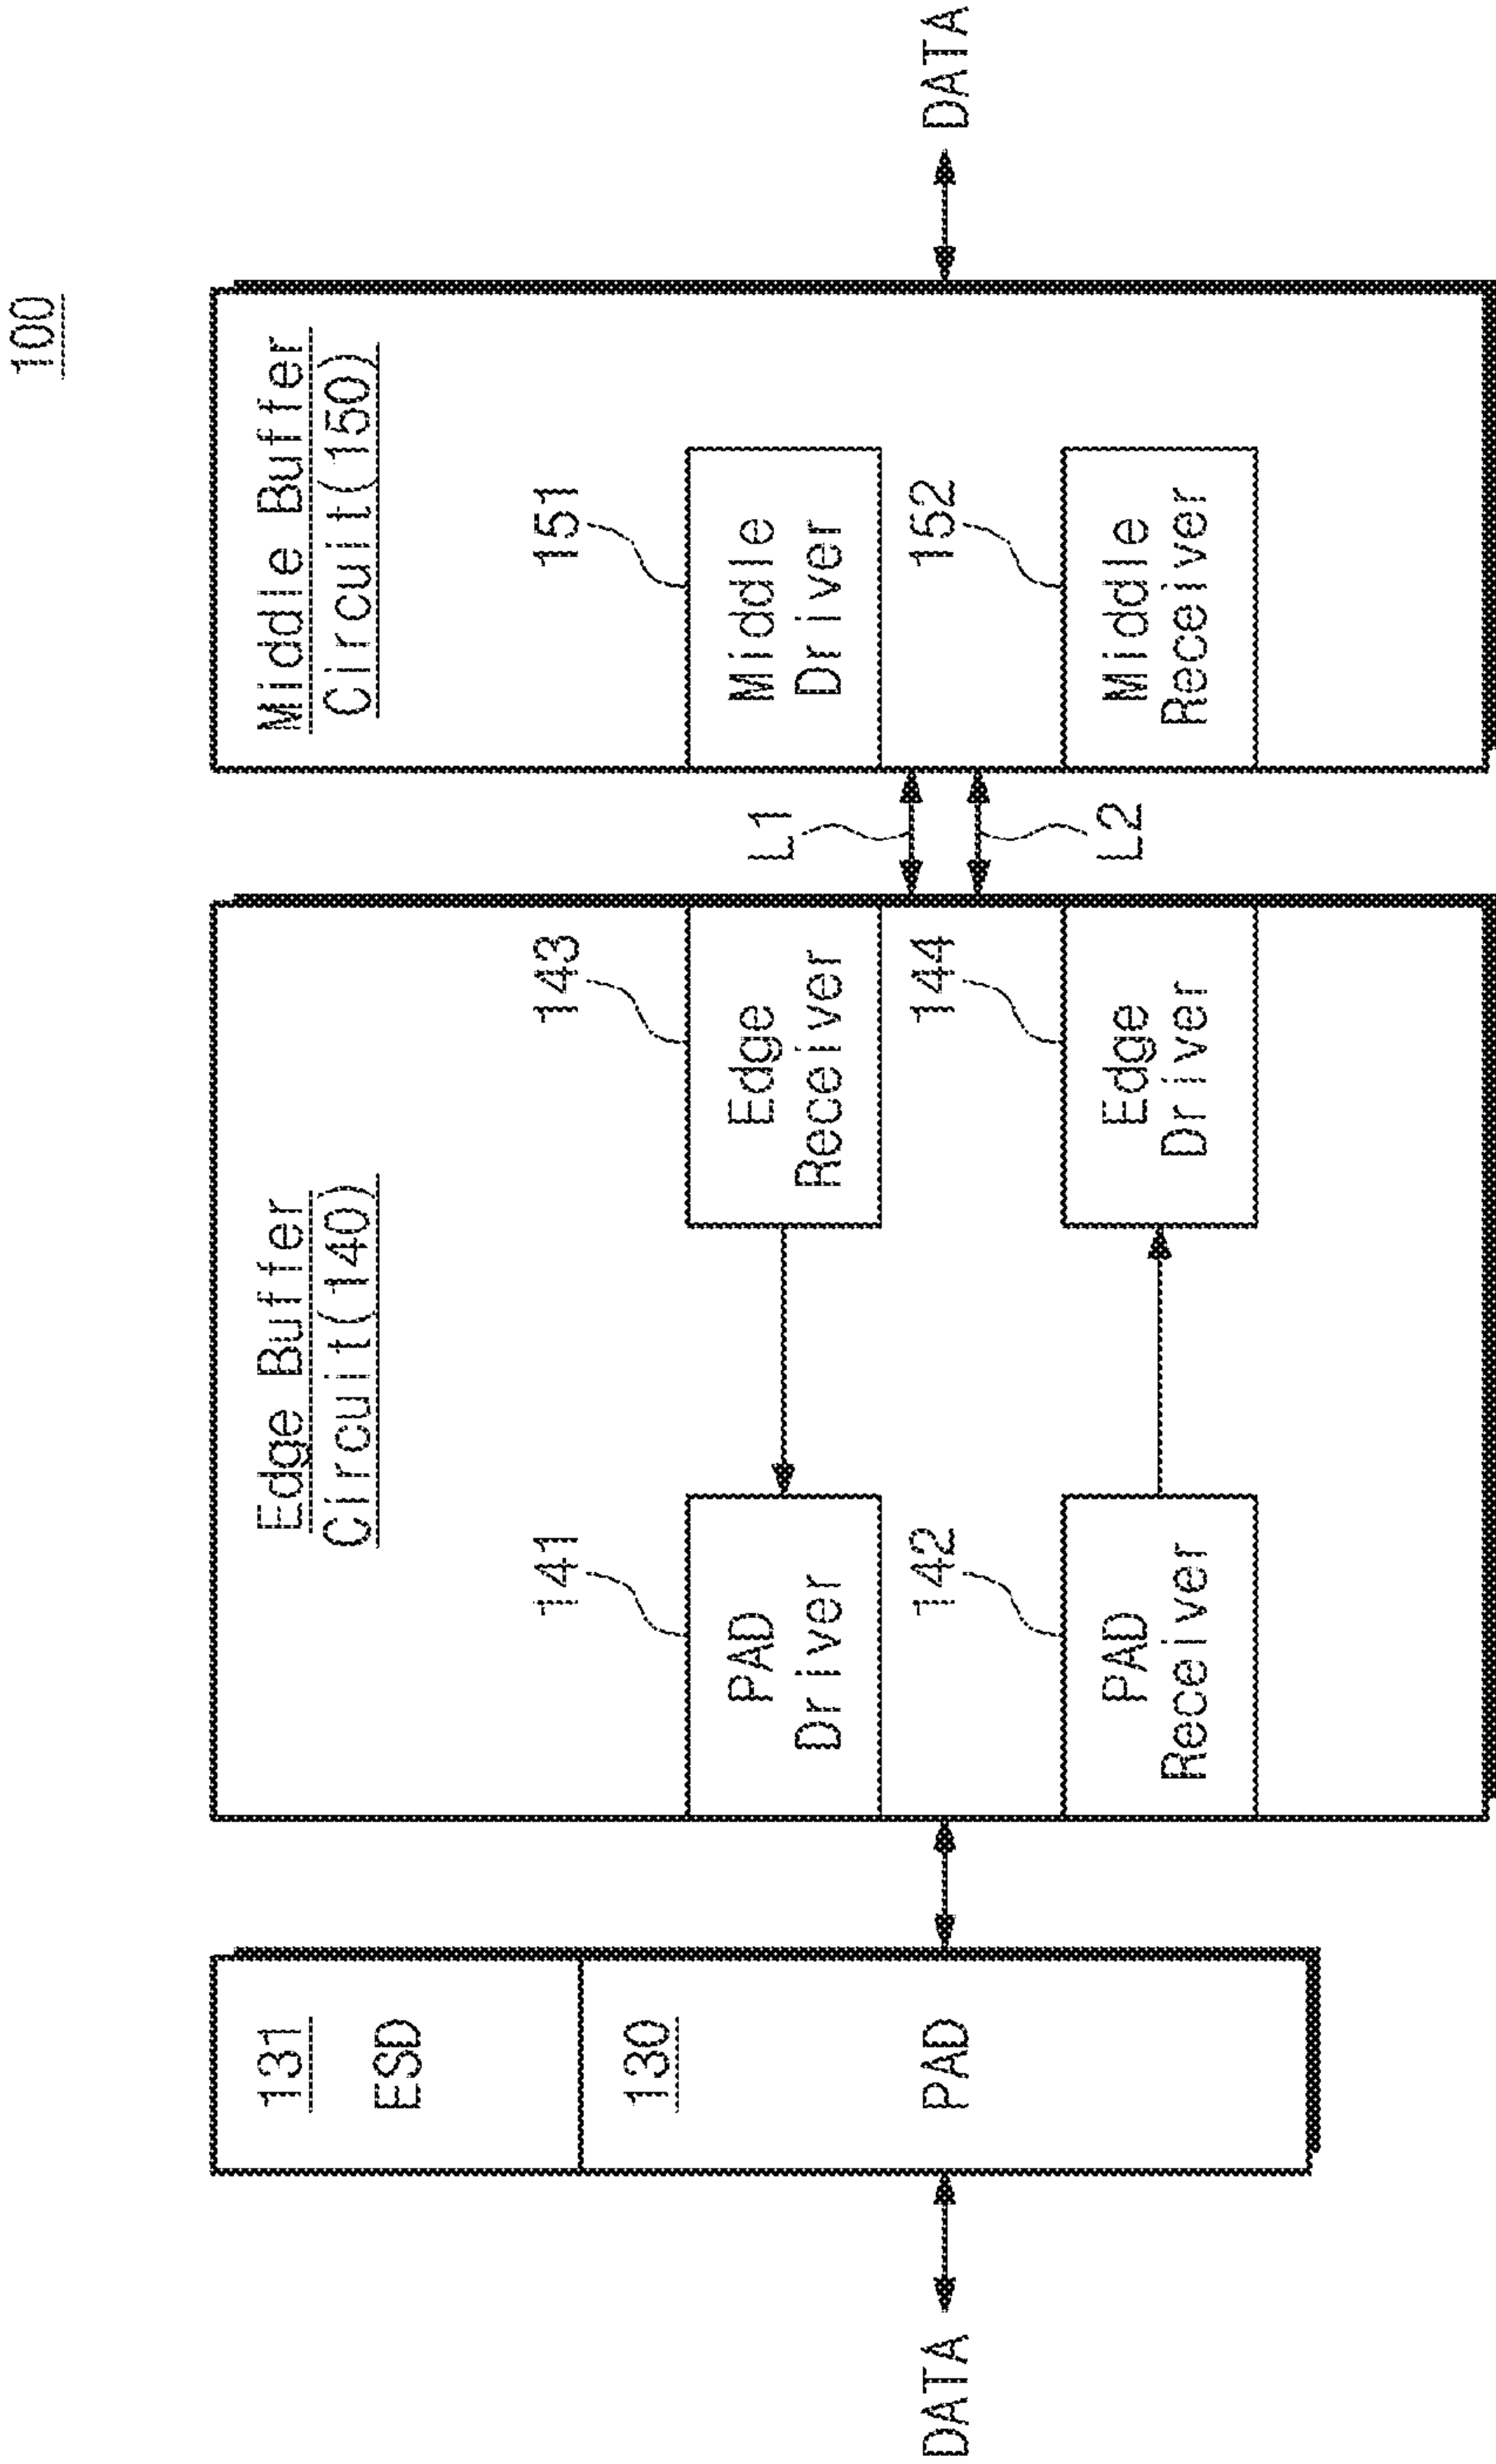 100
131
ESD
130
PAD
DATA
Edge Buffer
Circuit(140)
141
PAD
Driver
142
PAD
Receiver
143
Edge
Receiver
144
Edge
Driver
L1
L2
Middle Buffer
Circuit(150)
151
Middle
Driver
152
Middle
Receiver
DATA